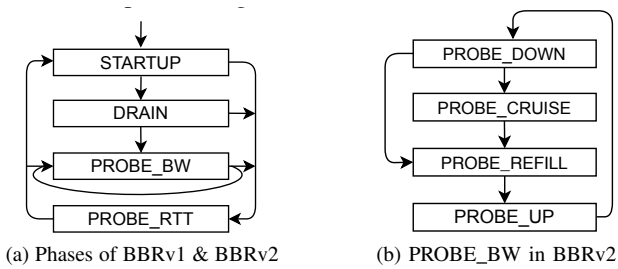 STARTUP
DRAIN
PROBE_BW
PROBE_RTT
(a) Phases of BBRv1 & BBRv2
PROBE_DOWN
PROBE_CRUISE
PROBE_REFILL
PROBE_UP
(b) PROBE_BW in BBRv2